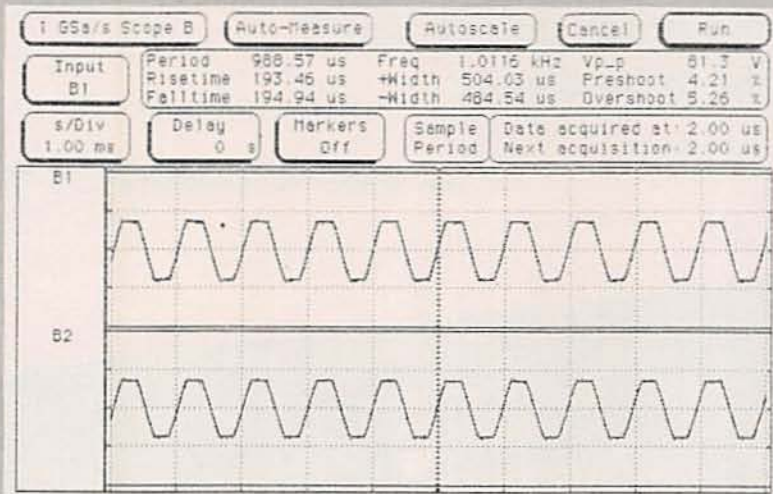 1 GSa/s Scope B Auto-Measure Autoscale Cancel Run
Input B1
Period 988.57 us Freq 1.0116 kHz Vp_p 81.3 V
Risetime 193.46 us +Width 504.03 us Preshoot 4.21 %
Falltime 194.94 us -Width 484.54 us Overshoot 5.26 %
s/Div 1.00 ms
Delay 0 s
Markers Off
Sample Period
Data acquired at: 2.00 us
Next acquisition: 2.00 us
B1
B2